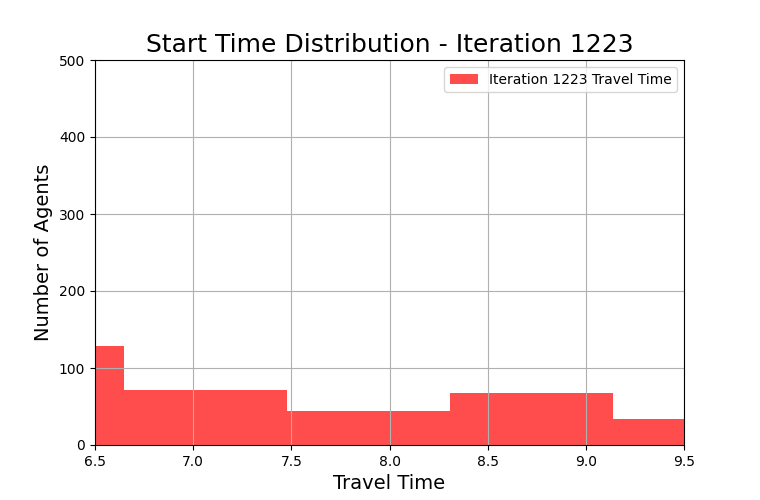 Start Time Distribution - Iteration 1223
Iteration 1223 Travel Time
Number of Agents
500
400
300
200
100
0
6.5 7.0 7.5 8.0 8.5 9.0 9.5
Travel Time